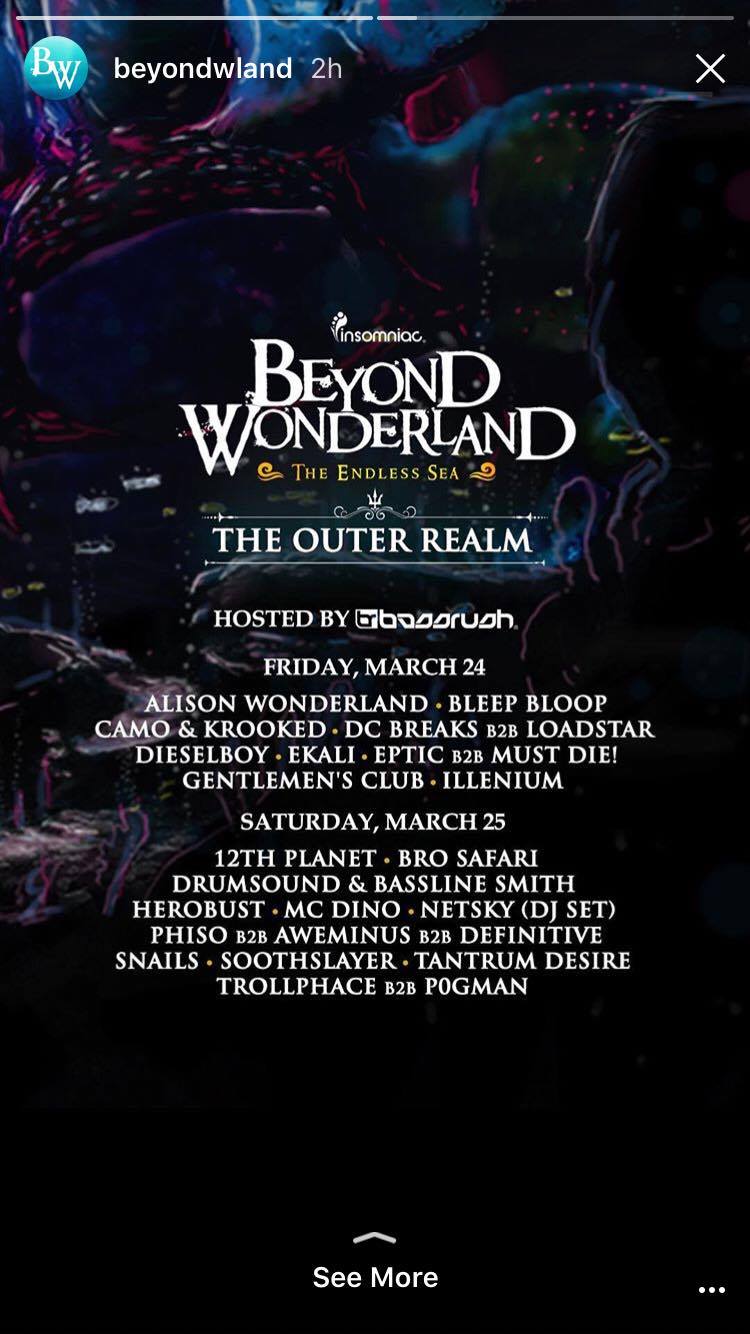 BW beyondwland 2h
insomniac
BEYOND
WONDERLAND
THE ENDLESS SEA
THE OUTER REALM
HOSTED BY bassrush
FRIDAY, MARCH 24
ALISON WONDERLAND • BLEEP BLOOP
CAMO & KROOKED • DC BREAKS B2B LOADSTAR
DIESELBOY • EKALI • EPTIC B2B MUST DIE!
GENTLEMEN'S CLUB • ILLENIUM
SATURDAY, MARCH 25
12TH PLANET • BRO SAFARI
DRUMSOUND & BASSLINE SMITH
HEROBUST • MC DINO • NETSKY (DJ SET)
PHISO B2B AWEMINUS B2B DEFINITIVE
SNAILS • SOOTHSLAYER • TANTRUM DESIRE
TROLLPHACE B2B P0GMAN
See More